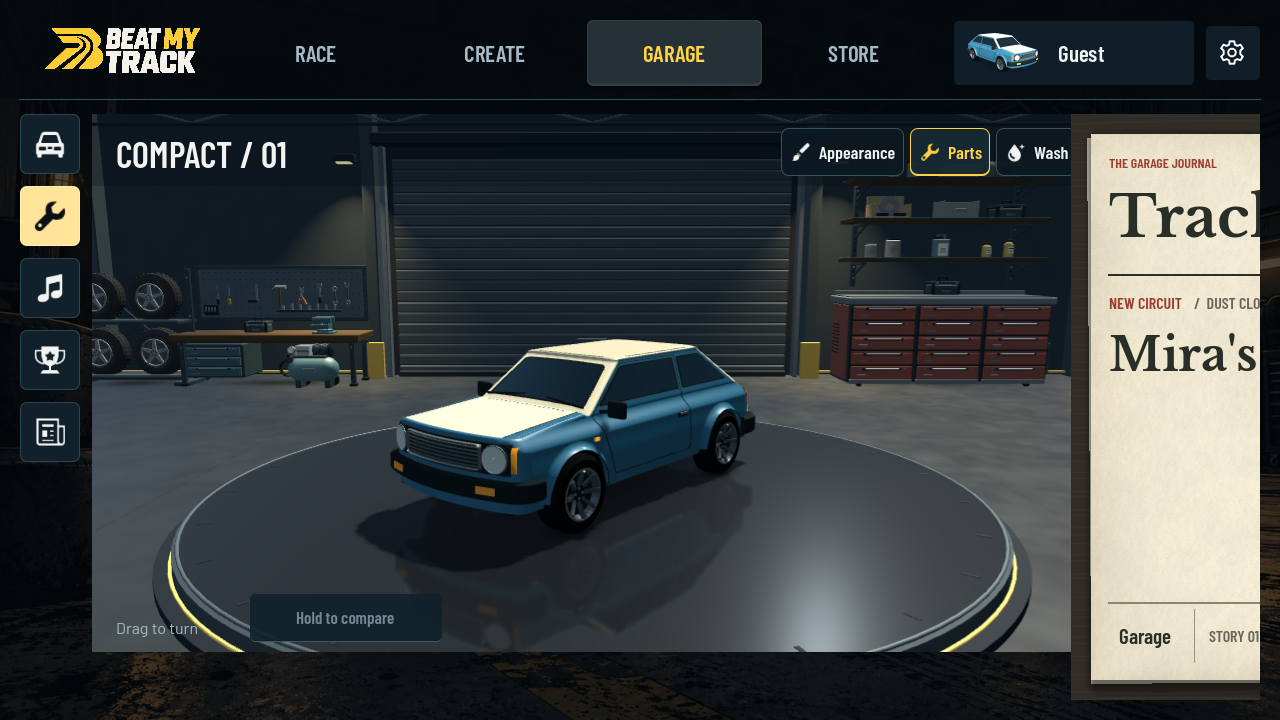 BEAT MY
TRACK
RACE
CREATE
GARAGE
STORE
Guest
COMPACT / 01
Appearance
Parts
Wash
THE GARAGE JOURNAL
NEW CIRCUIT / DUST CLO
Mira's
Garage
STORY 01
Hold to compare
Drag to turn